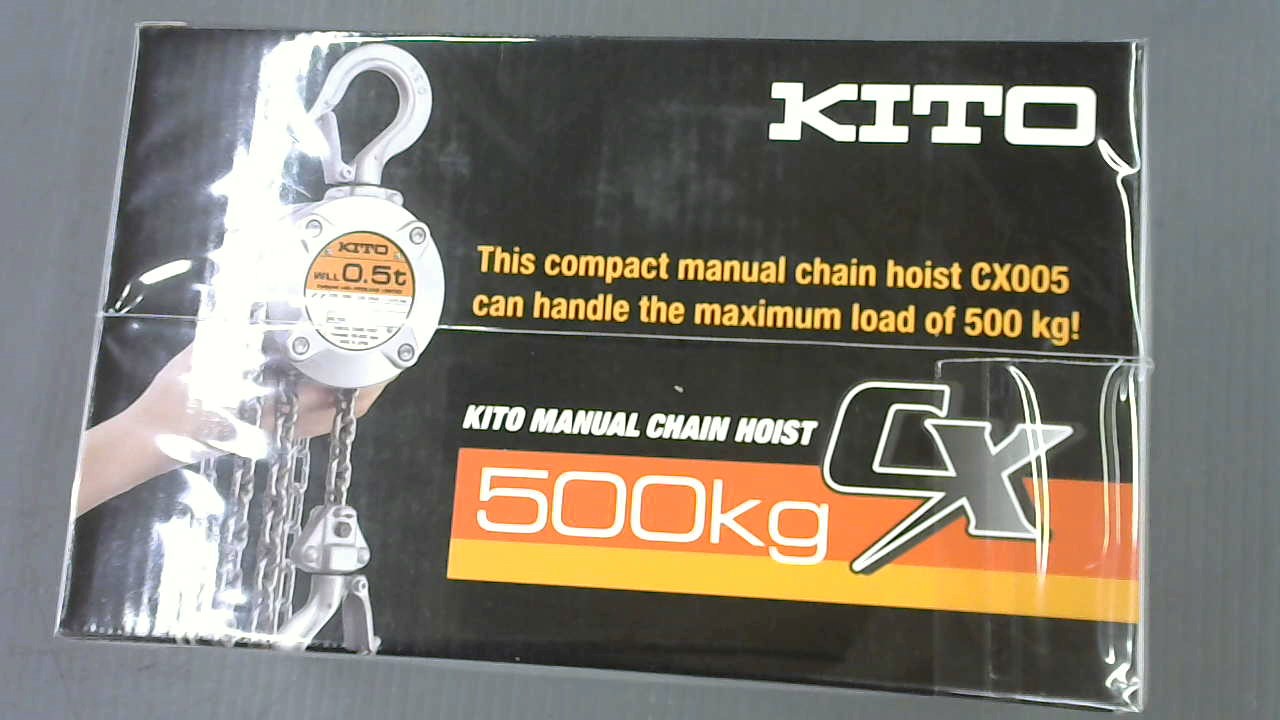 KITO
KITO
WLL 0.5t
This compact manual chain hoist CX005
can handle the maximum load of 500 kg!
KITO MANUAL CHAIN HOIST
CX
500kg